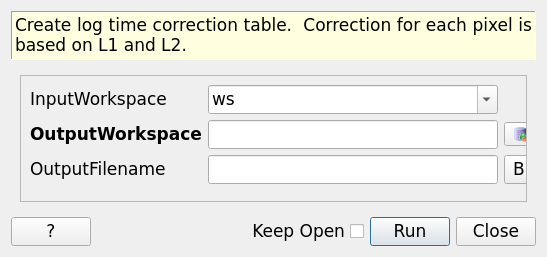 Create log time correction table.  Correction for each pixel is
based on L1 and L2.
InputWorkspace
ws
OutputWorkspace
OutputFilename
B
?
Keep Open
Run
Close